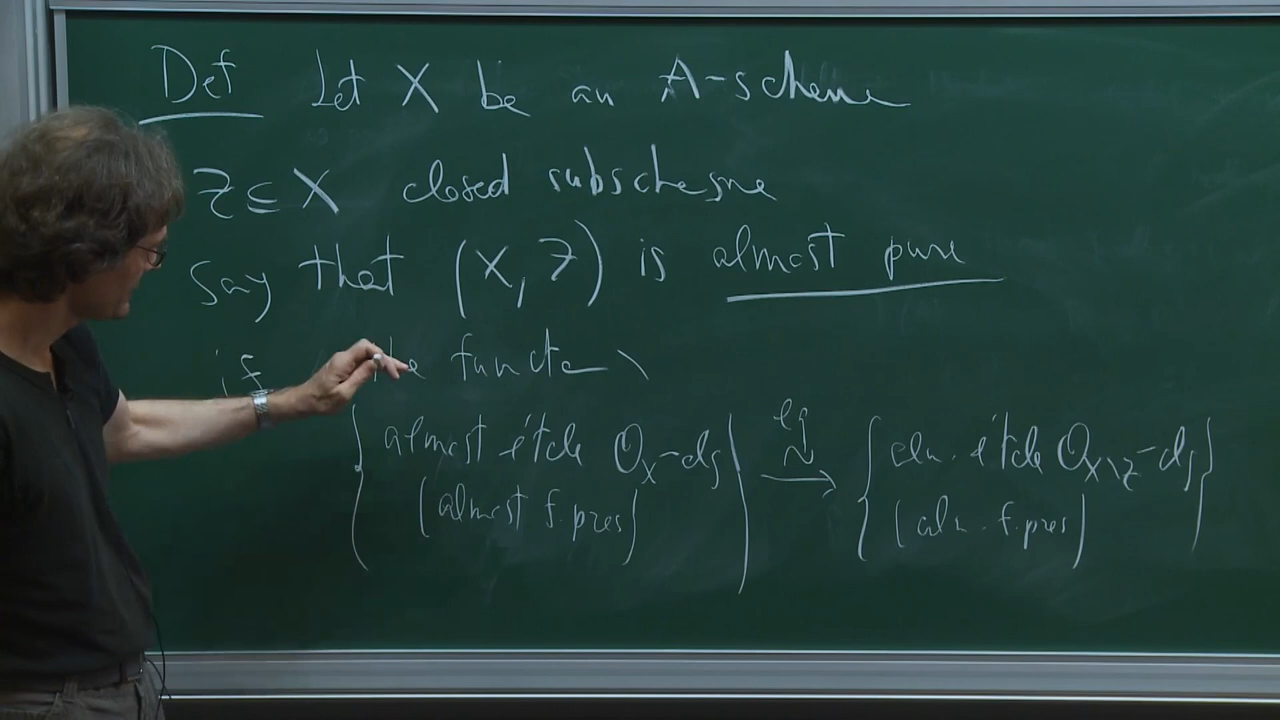 Def Let X be an A-scheme
Z ⊆ X closed subscheme
Say that (X, Z) is almost pure
if the functor
{ almost étale O_X-alg (almost f. pres) } →~ eq { alm. étale O_{X\Z}-alg (alm. f. pres) }